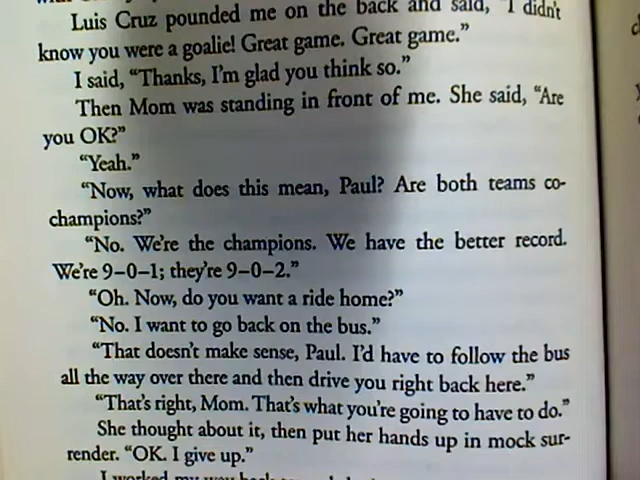 Luis Cruz pounded me on the back and said, "I didn't
know you were a goalie! Great game. Great game."
I said, "Thanks, I'm glad you think so."
Then Mom was standing in front of me. She said, "Are
you OK?"
"Yeah."
"Now, what does this mean, Paul? Are both teams co-
champions?"
"No. We're the champions. We have the better record.
We're 9–0–1; they're 9–0–2."
"Oh. Now, do you want a ride home?"
"No. I want to go back on the bus."
"That doesn't make sense, Paul. I'd have to follow the bus
all the way over there and then drive you right back here."
"That's right, Mom. That's what you're going to have to do."
She thought about it, then put her hands up in mock sur-
render. "OK. I give up."
I worked my way back